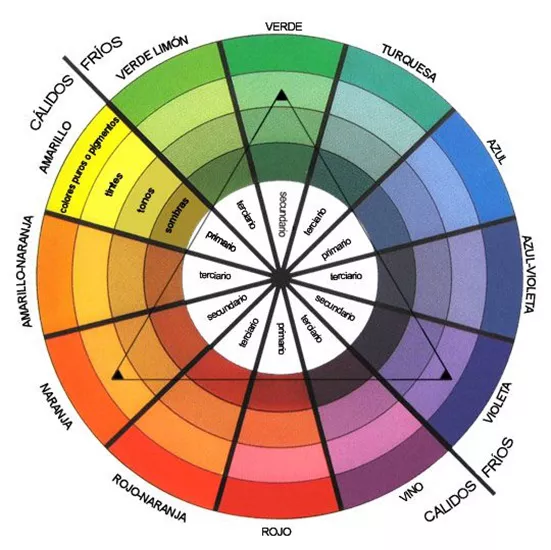 VERDE
TURQUESA
AZUL
AZUL-VIOLETA
VIOLETA
FRÍOS
CALIDOS
VINO
ROJO
ROJO-NARANJA
NARANJA
AMARILLO-NARANJA
AMARILLO
CÁLIDOS
FRÍOS
VERDE LIMÓN
colores puros o pigmentos
tintes
tonos
sombras
secundario
terciario
primario
terciario
secundario
terciario
primario
terciario
secundario
terciario
primario
terciario